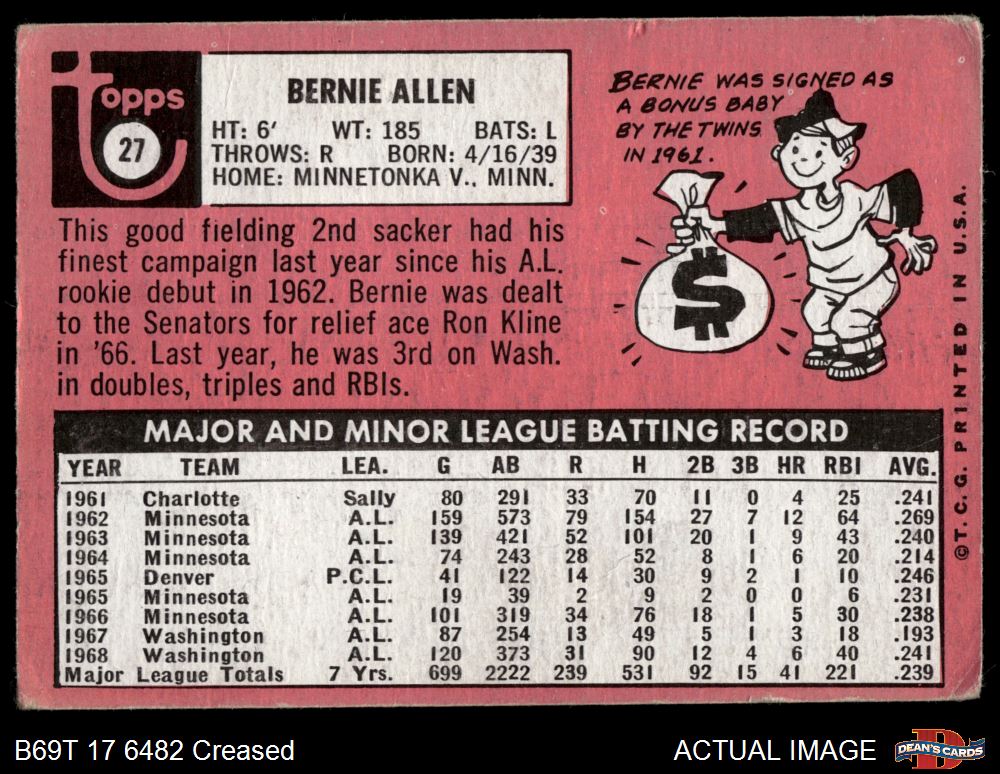 Topps
27
BERNIE ALLEN
HT: 6' WT: 185 BATS: L
THROWS: R BORN: 4/16/39
HOME: MINNETONKA V., MINN.
BERNIE WAS SIGNED AS
A BONUS BABY
BY THE TWINS
IN 1961.
$
This good fielding 2nd sacker had his
finest campaign last year since his A.L.
rookie debut in 1962. Bernie was dealt
to the Senators for relief ace Ron Kline
in '66. Last year, he was 3rd on Wash.
in doubles, triples and RBIs.
MAJOR AND MINOR LEAGUE BATTING RECORD
YEAR TEAM LEA. G AB R H 2B 3B HR RBI AVG.
1961 Charlotte Sally 80 291 33 70 11 0 4 25 .241
1962 Minnesota A.L. 159 573 79 154 27 7 12 64 .269
1963 Minnesota A.L. 139 421 52 101 20 1 9 43 .240
1964 Minnesota A.L. 74 243 28 52 8 1 6 20 .214
1965 Denver P.C.L. 41 122 14 30 9 2 1 10 .246
1965 Minnesota A.L. 19 39 2 9 2 0 0 6 .231
1966 Minnesota A.L. 101 319 34 76 18 1 5 30 .238
1967 Washington A.L. 87 254 13 49 5 1 3 18 .193
1968 Washington A.L. 120 373 31 90 12 4 6 40 .241
Major League Totals 7 Yrs. 699 2222 239 531 92 15 41 221 .239
©T. C. G. PRINTED IN U.S.A.
B69T 17 6482 Creased
ACTUAL IMAGE
D
DEAN'S CARDS